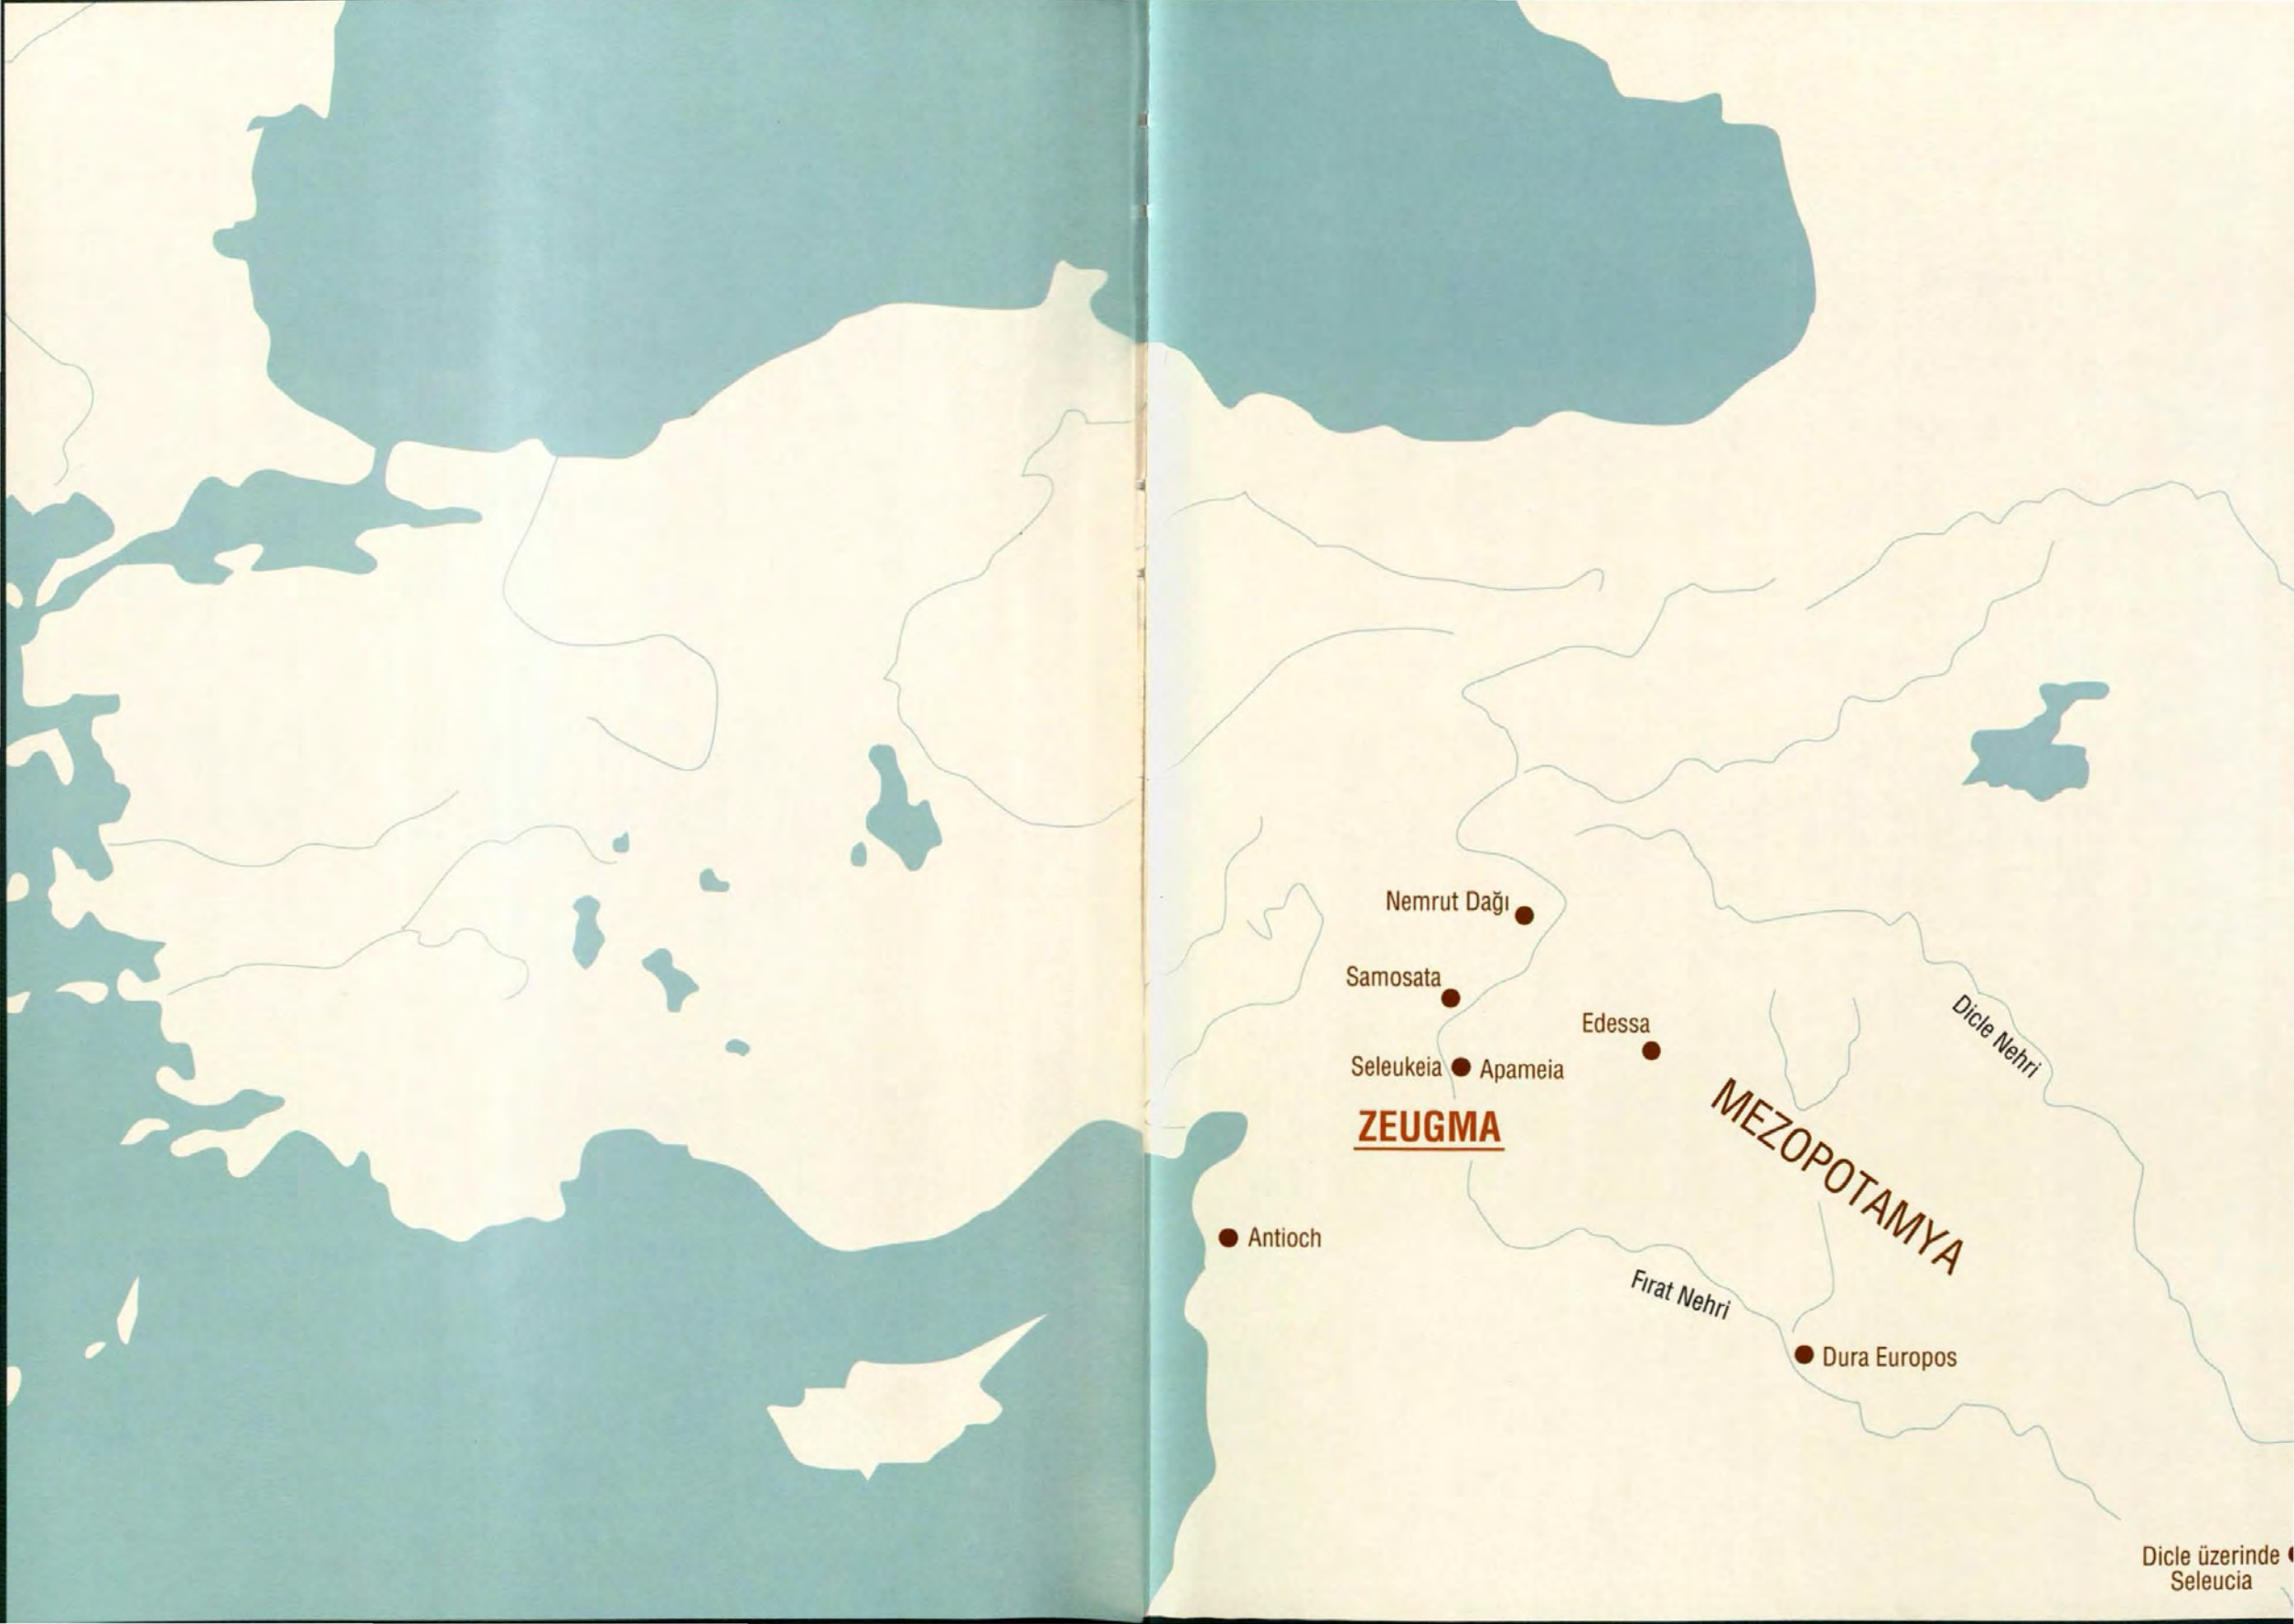 Nemrut Dağı
Samosata
Edessa
Dicle Nehri
Seleukeia
Apameia
ZEUGMA
MEZOPOTAMYA
Antioch
Fırat Nehri
Dura Europos
Dicle üzerinde
Seleucia